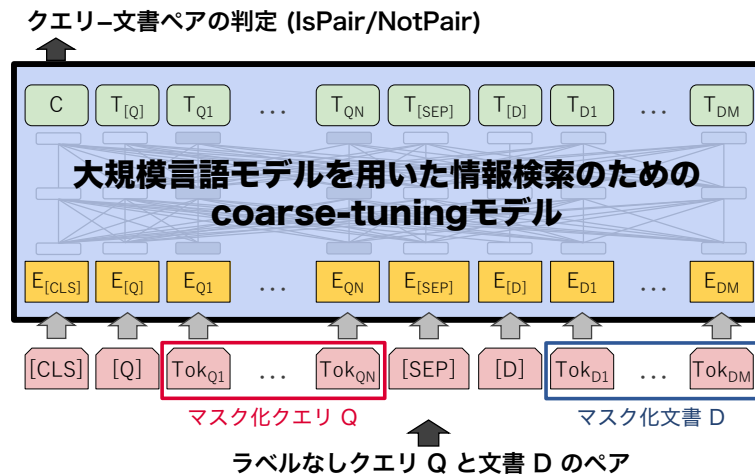 クエリ–文書ペアの判定 (IsPair/NotPair)
C T[Q] TQ1 ... TQN T[SEP] T[D] TD1 ... TDM
大規模言語モデルを用いた情報検索のための
coarse-tuningモデル
E[CLS] E[Q] EQ1 ... EQN E[SEP] E[D] ED1 ... EDM
[CLS] [Q] TokQ1 ... TokQN [SEP] [D] TokD1 ... TokDM
マスク化クエリ Q マスク化文書 D
ラベルなしクエリ Q と文書 D のペア